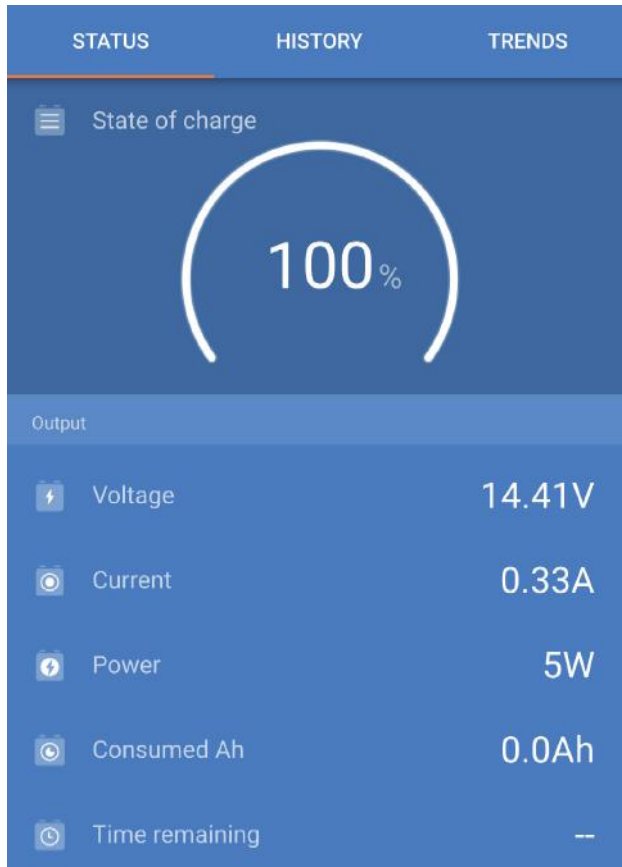 STATUS HISTORY TRENDS
State of charge
100%
Output
Voltage 14.41V
Current 0.33A
Power 5W
Consumed Ah 0.0Ah
Time remaining --